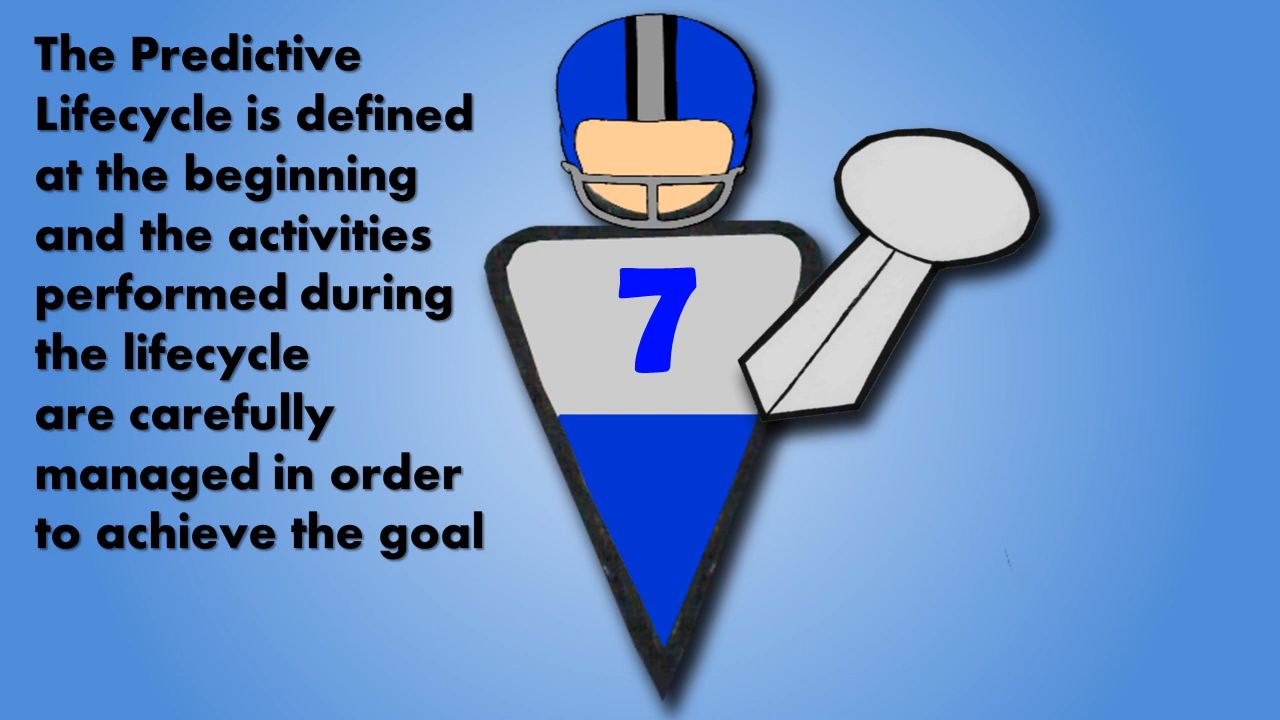 The Predictive
Lifecycle is defined
at the beginning
and the activities
performed during
the lifecycle
are carefully
managed in order
to achieve the goal
7